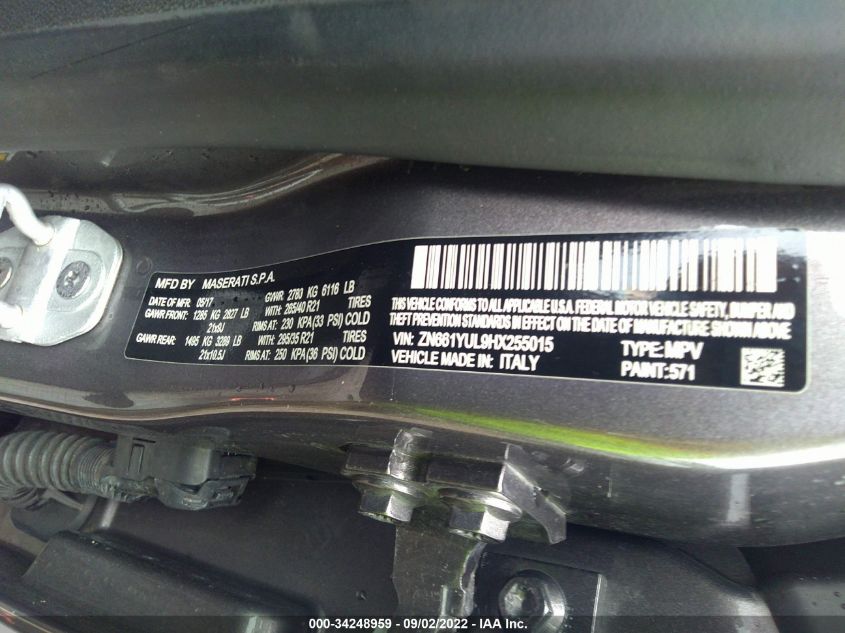 MFD BY MASERATI S.P.A.
DATE OF MFR 05/17 GVWR 2780 KG 6116 LB
GAWR FRONT: 1285 KG 2827 LB WITH: 265/40 R21 TIRES
21x9J RIMS AT: 230 KPA (33 PSI) COLD
GAWR REAR: 1495 KG 3289 LB WITH: 295/35 R21 TIRES
21x10.5J RIMS AT: 250 KPA (36 PSI) COLD
THIS VEHICLE CONFORMS TO ALL APPLICABLE U.S.A. FEDERAL MOTOR VEHICLE SAFETY, BUMPER AND
THEFT PREVENTION STANDARDS IN EFFECT ON THE DATE OF MANUFACTURE SHOWN ABOVE.
VIN: ZN661YUL9HX255015 TYPE: MPV
VEHICLE MADE IN: ITALY PAINT: 571
000-34248959 - 09/02/2022 - IAA Inc.